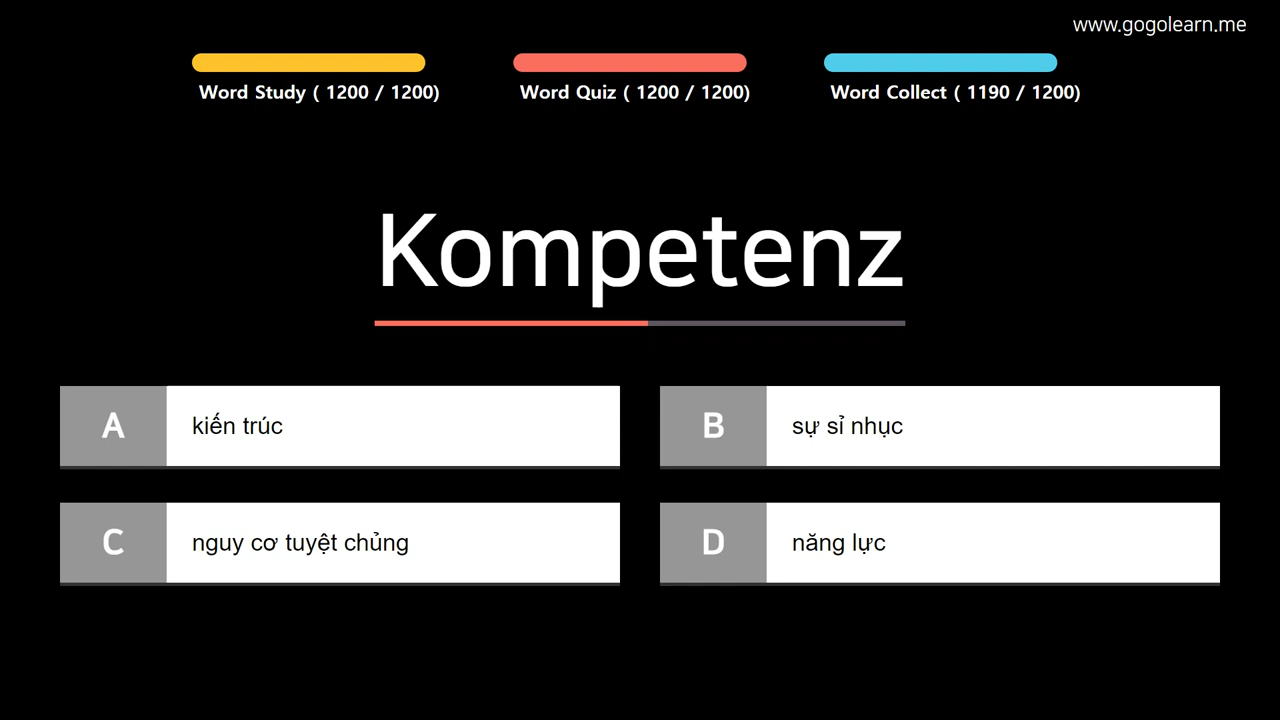 www.gogolearn.me
Word Study ( 1200 / 1200)
Word Quiz ( 1200 / 1200)
Word Collect ( 1190 / 1200)
Kompetenz
A kiến trúc
B sự sỉ nhục
C nguy cơ tuyệt chủng
D năng lực